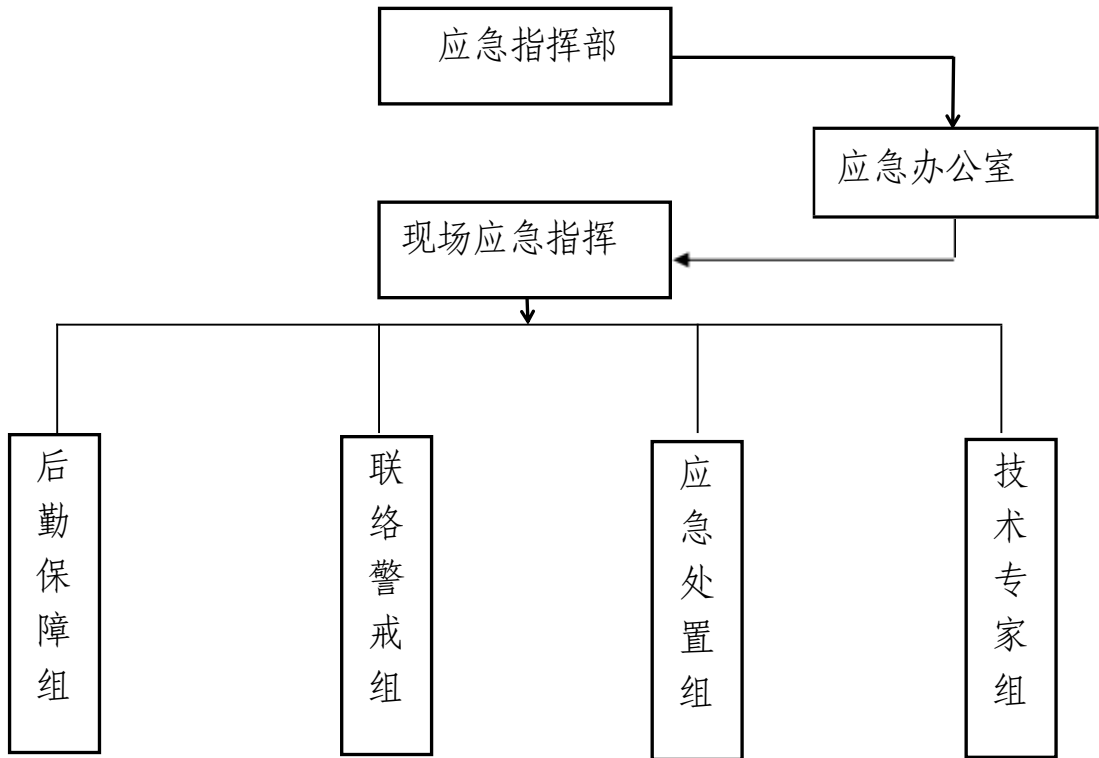 应急指挥部
应急办公室
现场应急指挥
后勤保障组
联络警戒组
应急处置组
技术专家组